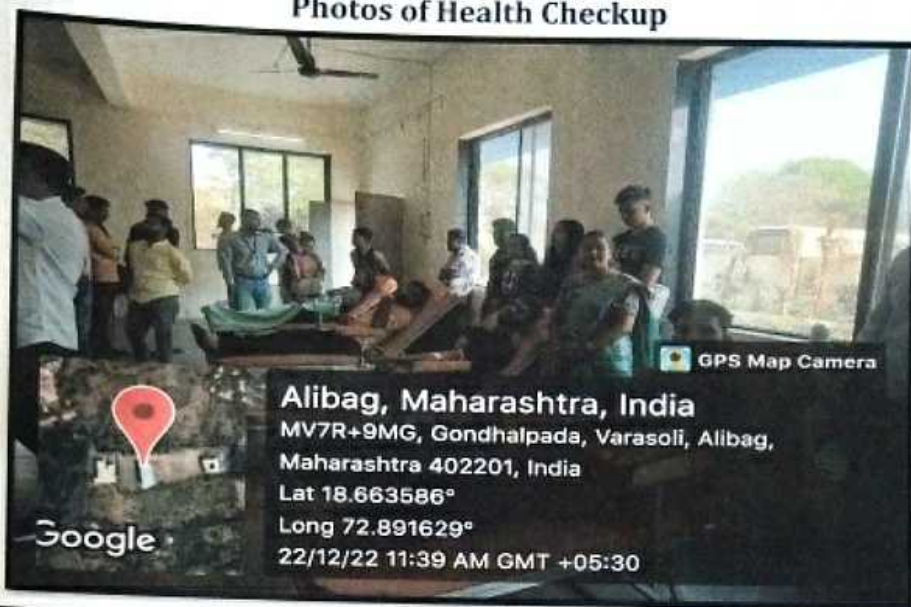 Photos of Health Checkup
GPS Map Camera
Alibag, Maharashtra, India
MV7R+9MG, Gondhalpada, Varasoli, Alibag,
Maharashtra 402201, India
Lat 18.663586°
Long 72.891629°
22/12/22 11:39 AM GMT +05:30
Google